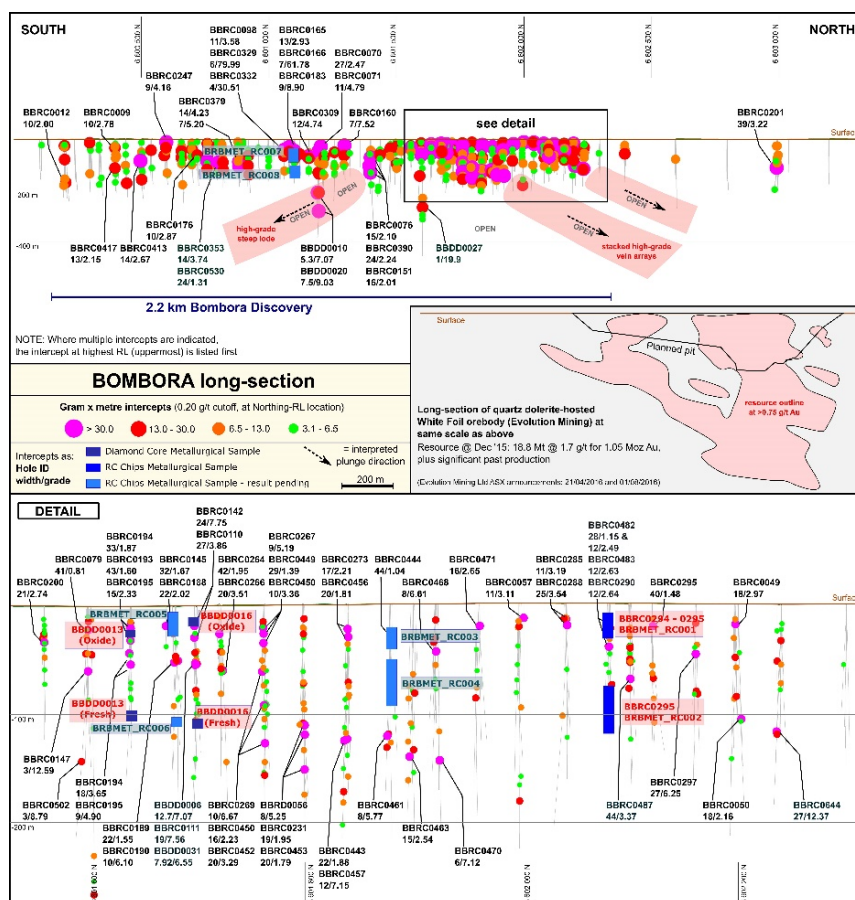 SOUTH
NORTH
6 600 500 N
6 601 000 N
6 602 000 N
6 602 500 N
6 603 000 N
BBRC0098
11/3.58
BBRC0329
6/79.99
BBRC0332
4/30.51
BBRC0165
13/2.93
BBRC0166
7/61.78
BBRC0183
9/8.90
BBRC0070
27/2.47
BBRC0071
11/4.79
BBRC0247
9/4.16
BBRC0379
14/4.23
7/5.20
BBRC0309
12/4.74
BBRC0160
7/7.52
BBRC0012
10/2.00
BBRC0009
10/2.78
see detail
BBRC0201
39/3.22
Surface
BRBMET_RC007
BRBMET_RC008
-200 m
-400 m
OPEN
OPEN
high-grade
steep lode
OPEN
OPEN
OPEN
OPEN
stacked high-grade
vein arrays
BBRC0417
13/2.15
BBRC0413
14/2.67
BBRC0176
10/2.87
BBRC0353
14/3.74
BBRC0530
24/1.31
BBDD0010
5.3/7.07
BBDD0020
7.5/9.03
BBRC0076
15/2.10
BBRC0390
24/2.24
BBRC0151
16/2.01
BBDD0027
1/19.9
2.2 km Bombora Discovery
NOTE: Where multiple intercepts are indicated,
the intercept at highest RL (uppermost) is listed first
BOMBORA long-section
Gram x metre intercepts (0.20 g/t cutoff, at Northing-RL location)
> 30.0
13.0 - 30.0
6.5 - 13.0
3.1 - 6.5
Intercepts as:
Hole ID
width/grade
Diamond Core Metallurgical Sample
RC Chips Metallurgical Sample
RC Chips Metallurgical Sample - result pending
= interpreted
plunge direction
200 m
Surface
Planned pit
resource outline
at >0.75 g/t Au
Long-section of quartz dolerite-hosted
White Foil orebody (Evolution Mining) at
same scale as above
Resource @ Dec '15: 18.8 Mt @ 1.7 g/t for 1.05 Moz Au,
plus significant past production
(Evolution Mining Ltd ASX announcements: 21/04/2016 and 01/08/2016)
DETAIL
BBRC0142
24/7.75
BBRC0110
27/3.86
BBRC0194
33/1.87
BBRC0193
43/1.60
BBRC0195
15/2.33
BBRC0145
32/1.67
BBRC0188
22/2.02
BBRC0264
42/1.95
BBRC0266
20/3.51
BBRC0267
9/5.19
BBRC0449
29/1.39
BBRC0450
10/3.36
BBRC0273
17/2.21
BBRC0456
20/1.81
BBRC0444
44/1.04
BBRC0468
8/6.61
BBRC0471
16/2.65
BBRC0057
11/3.11
BBRC0285
11/3.19
BBRC0268
25/3.54
BBRC0482
28/1.15 &
12/2.49
BBRC0483
12/2.63
BBRC0290
12/2.64
BBRC0295
40/1.48
BBRC0049
18/2.97
BBRC0079
41/0.81
BBRC0200
21/2.74
Surface
BRBMET_RC005
BBDD0013
(Oxide)
BBDD0016
(Oxide)
BRBMET_RC003
BRBMET_RC004
BBRC0294 - 0295
BRBMET_RC001
BBRC0295
BRBMET_RC002
BBDD0013
(Fresh)
BRBMET_RC006
BBDD0016
(Fresh)
-100 m
-200 m
BBRC0147
3/12.59
BBRC0194
18/3.65
BBRC0502
3/8.79
BBRC0195
9/4.90
BBRC0189
22/1.55
BBRC0190
10/6.10
BBDD0006
12.7/7.07
BBRC0111
19/7.56
BBDD0031
7.92/6.55
BBRC0269
10/6.67
BBRC0450
16/2.23
BBRC0452
20/3.29
BBDD0056
8/5.25
BBRC0231
19/1.95
BBRC0453
20/1.79
BBRC0443
22/1.88
BBRC0457
12/7.15
BBRC0461
8/5.77
BBRC0463
15/2.54
BBRC0470
6/7.12
BBRC0487
44/3.37
BBRC0297
27/6.25
BBRC0050
18/2.16
BBRC0644
27/12.37
6 602 000 N